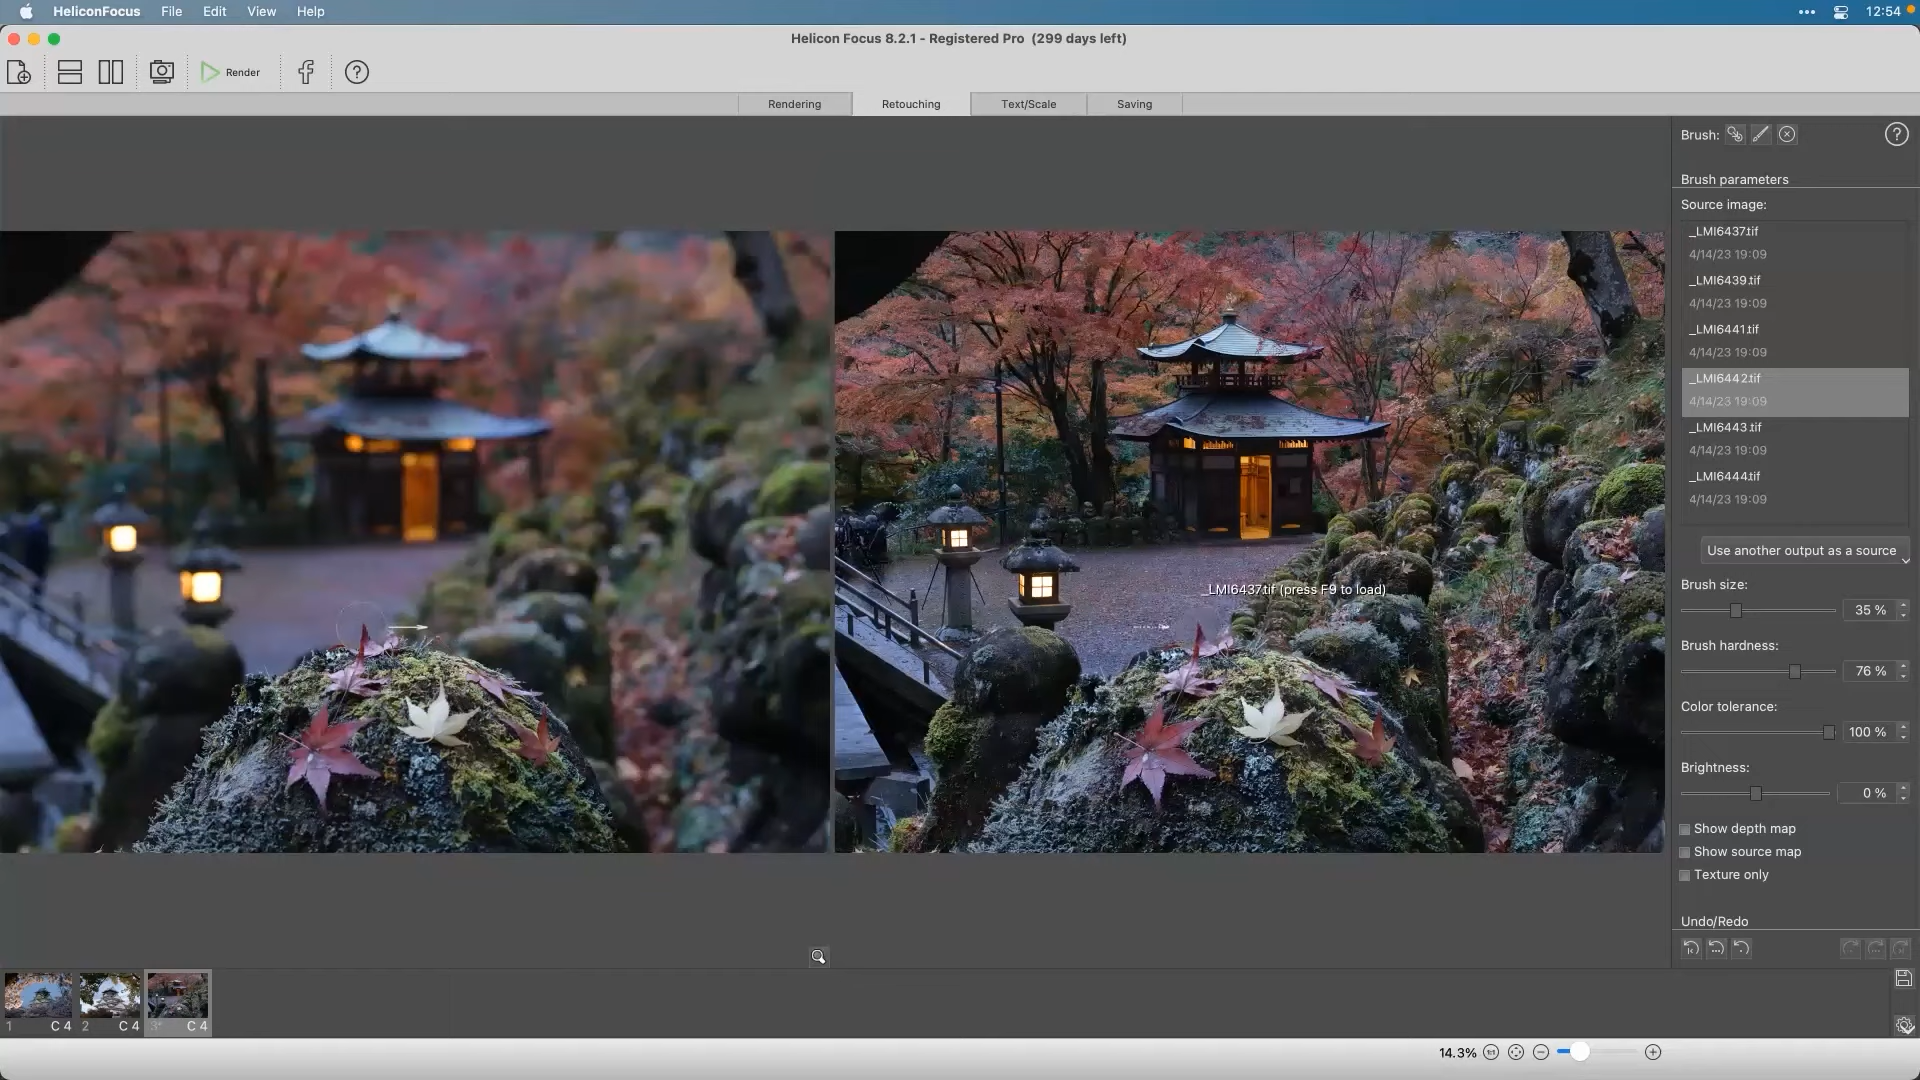 HeliconFocus File Edit View Help 12:54
Helicon Focus 8.2.1 - Registered Pro (299 days left)
Render
Rendering Retouching Text/Scale Saving
Brush:
Brush parameters
Source image:
_LMI6437.tif
4/14/23 19:09
_LMI6439.tif
4/14/23 19:09
_LMI6441.tif
4/14/23 19:09
_LMI6442.tif
4/14/23 19:09
_LMI6443.tif
4/14/23 19:09
_LMI6444.tif
4/14/23 19:09
Use another output as a source
_LMI6437.tif (press F9 to load)
Brush size:
35 %
Brush hardness:
76 %
Color tolerance:
100 %
Brightness:
0 %
Show depth map
Show source map
Texture only
Undo/Redo
1 C 4 2 C 4 3* C 4
14.3%